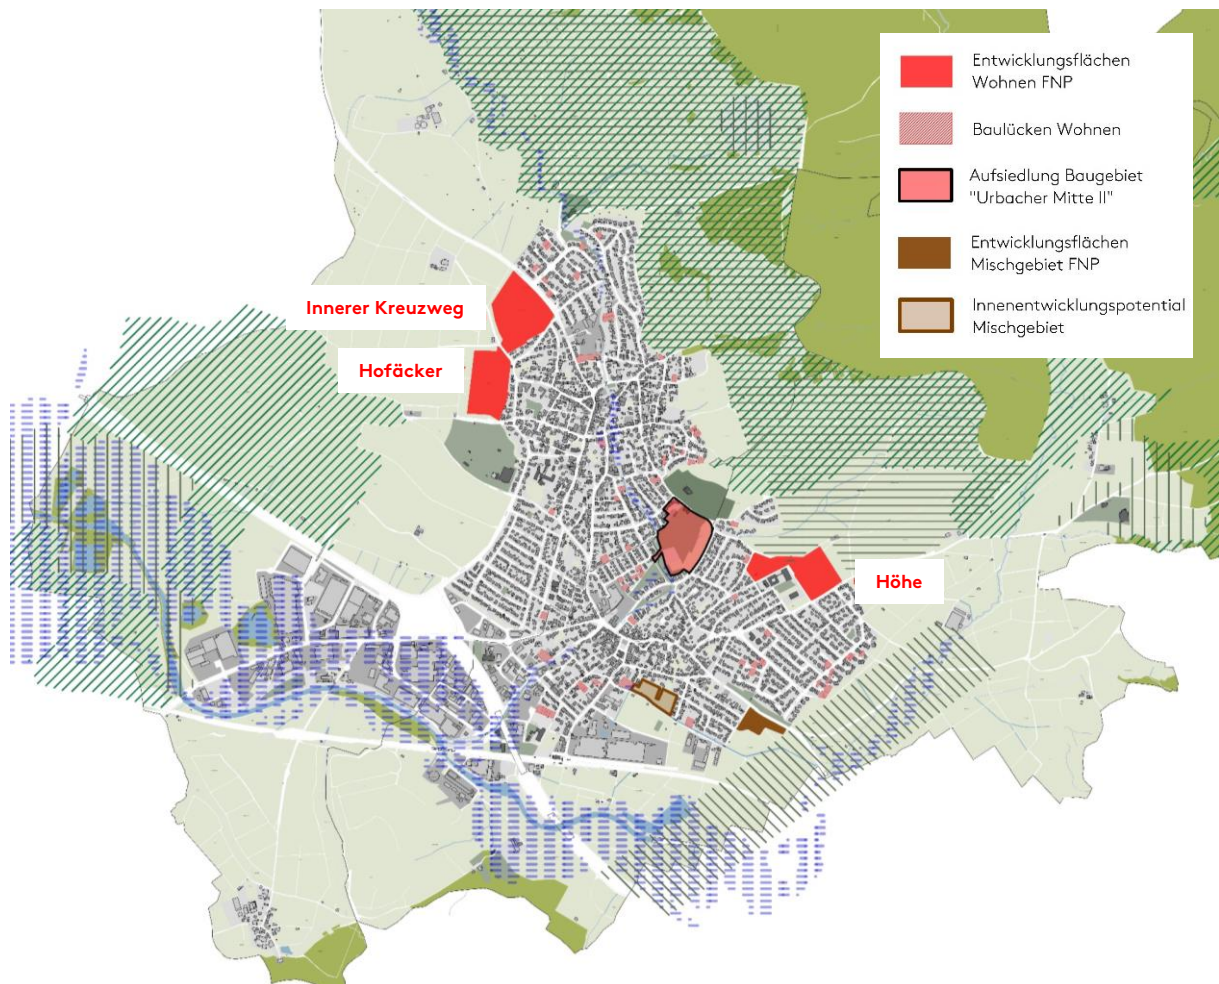 Entwicklungsflächen
Wohnen FNP
Baulücken Wohnen
Aufsiedlung Baugebiet
"Urbacher Mitte II"
Entwicklungsflächen
Mischgebiet FNP
Innenentwicklungspotential
Mischgebiet
Innerer Kreuzweg
Hofäcker
Höhe